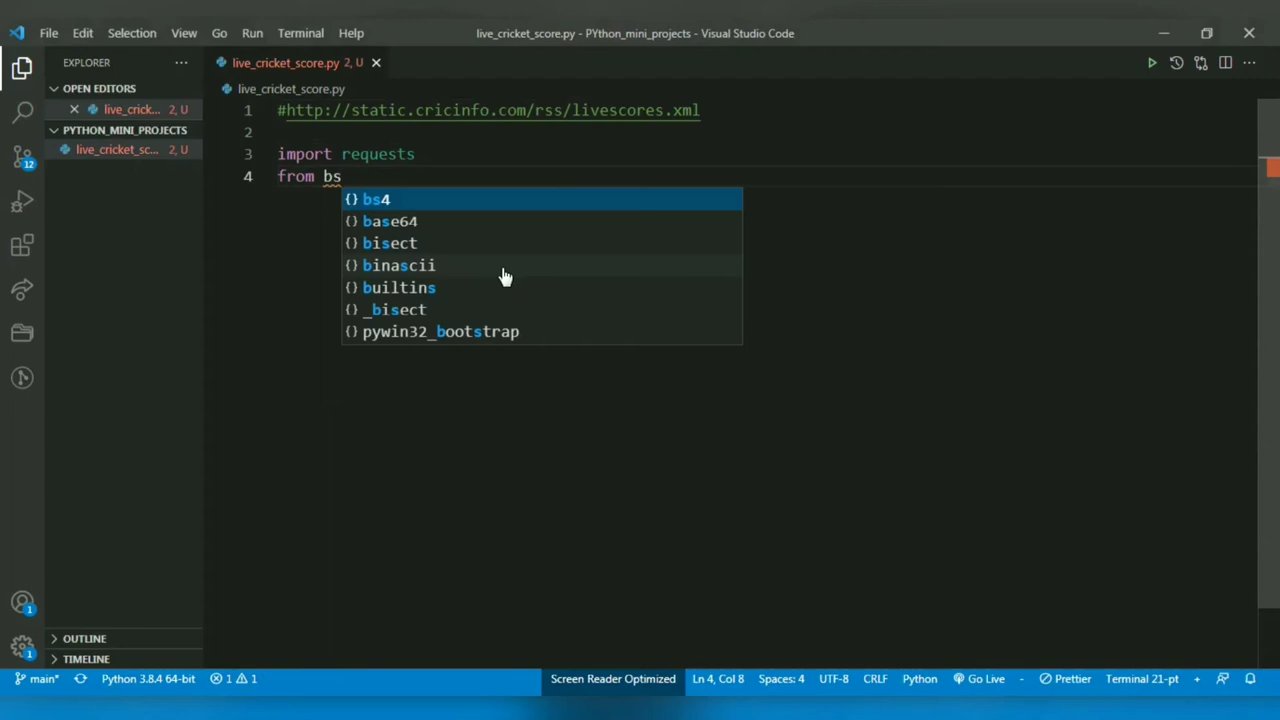 File Edit Selection View Go Run Terminal Help
live_cricket_score.py - PYthon_mini_projects - Visual Studio Code
EXPLORER
live_cricket_score.py 2, U
OPEN EDITORS
live_cricket_score.py
live_crick... 2, U
1 #http://static.cricinfo.com/rss/livescores.xml
PYTHON_MINI_PROJECTS
2
live_cricket_sc... 2, U
3 import requests
12
4 from bs
bs4
base64
bisect
binascii
builtins
_bisect
pywin32_bootstrap
1
OUTLINE
1
TIMELINE
main* Python 3.8.4 64-bit 1 1 Screen Reader Optimized Ln 4, Col 8 Spaces: 4 UTF-8 CRLF Python Go Live - Prettier Terminal 21-pt +